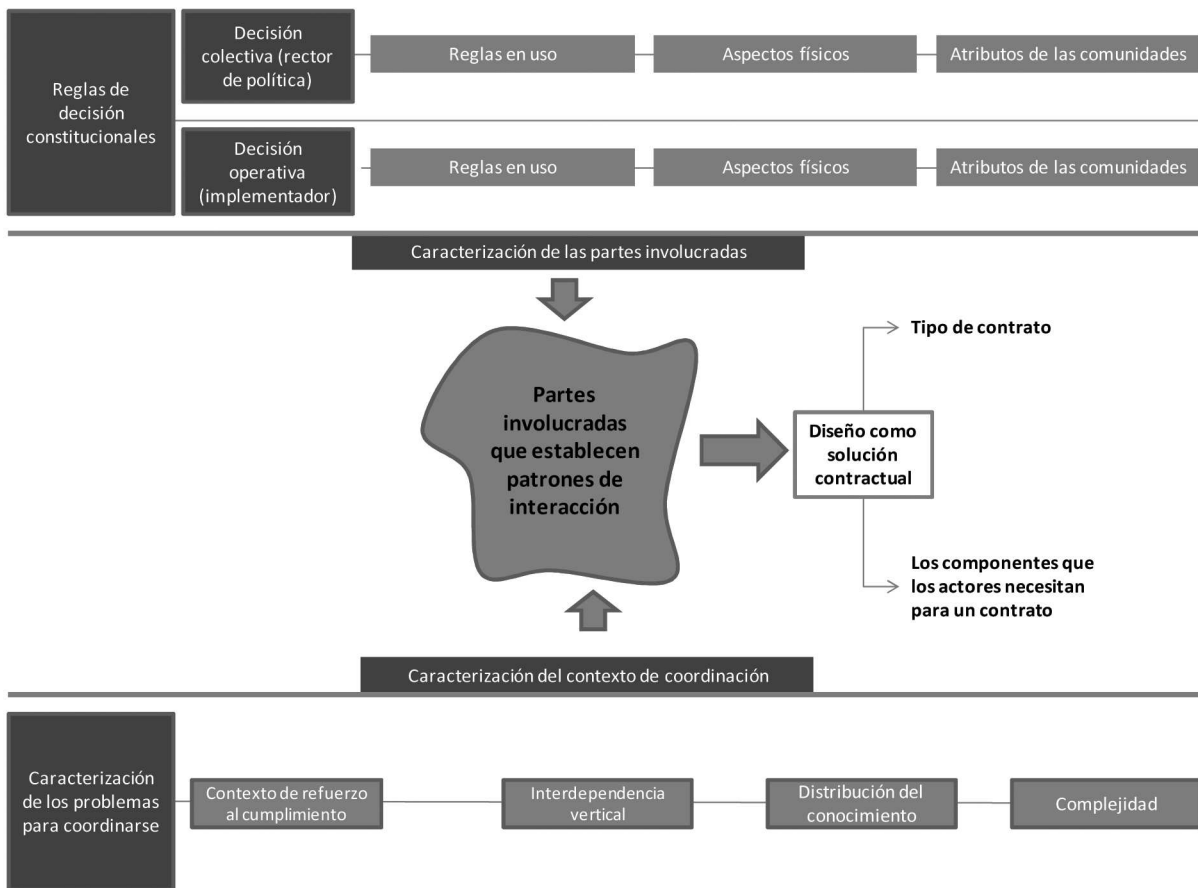 Reglas de
decisión
constitucionales
Decisión
colectiva (rector
de política)
Reglas en uso
Aspectos físicos
Atributos de las comunidades
Decisión
operativa
(implementador)
Reglas en uso
Aspectos físicos
Atributos de las comunidades
Caracterización de las partes involucradas
Partes
involucradas
que establecen
patrones de
interacción
Tipo de contrato
Diseño como
solución
contractual
Los componentes que
los actores necesitan
para un contrato
Caracterización del contexto de coordinación
Caracterización
de los problemas
para coordinarse
Contexto de refuerzo
al cumplimiento
Interdependencia
vertical
Distribución del
conocimiento
Complejidad